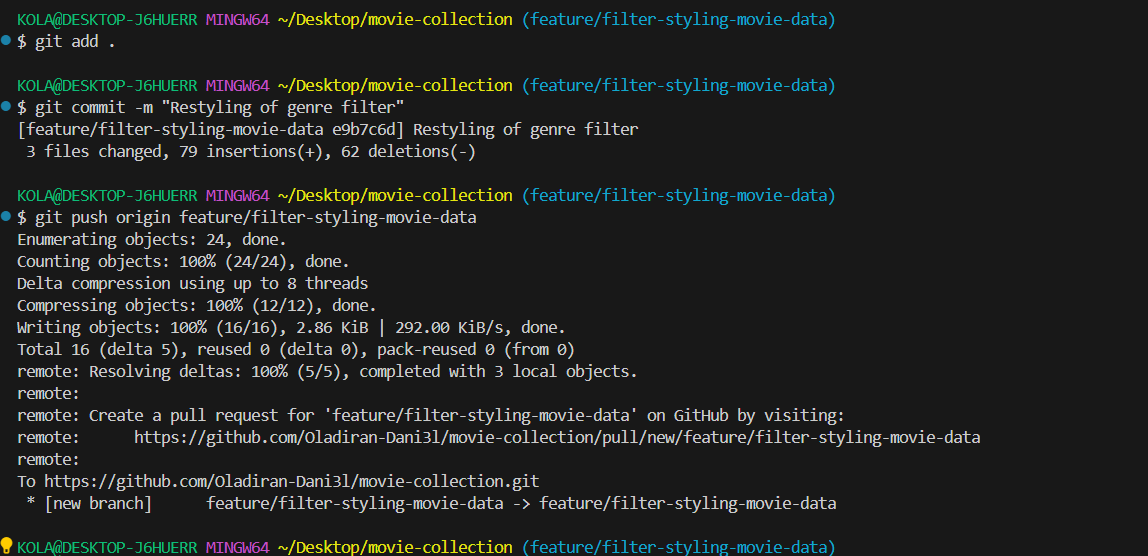 KOLA@DESKTOP-J6HUERR MINGW64 ~/Desktop/movie-collection (feature/filter-styling-movie-data)
$ git add .
KOLA@DESKTOP-J6HUERR MINGW64 ~/Desktop/movie-collection (feature/filter-styling-movie-data)
$ git commit -m "Restyling of genre filter"
[feature/filter-styling-movie-data e9b7c6d] Restyling of genre filter
 3 files changed, 79 insertions(+), 62 deletions(-)
KOLA@DESKTOP-J6HUERR MINGW64 ~/Desktop/movie-collection (feature/filter-styling-movie-data)
$ git push origin feature/filter-styling-movie-data
Enumerating objects: 24, done.
Counting objects: 100% (24/24), done.
Delta compression using up to 8 threads
Compressing objects: 100% (12/12), done.
Writing objects: 100% (16/16), 2.86 KiB | 292.00 KiB/s, done.
Total 16 (delta 5), reused 0 (delta 0), pack-reused 0 (from 0)
remote: Resolving deltas: 100% (5/5), completed with 3 local objects.
remote:
remote: Create a pull request for 'feature/filter-styling-movie-data' on GitHub by visiting:
remote:      https://github.com/Oladiran-Dani3l/movie-collection/pull/new/feature/filter-styling-movie-data
remote:
To https://github.com/Oladiran-Dani3l/movie-collection.git
 * [new branch]      feature/filter-styling-movie-data -> feature/filter-styling-movie-data
KOLA@DESKTOP-J6HUERR MINGW64 ~/Desktop/movie-collection (feature/filter-styling-movie-data)